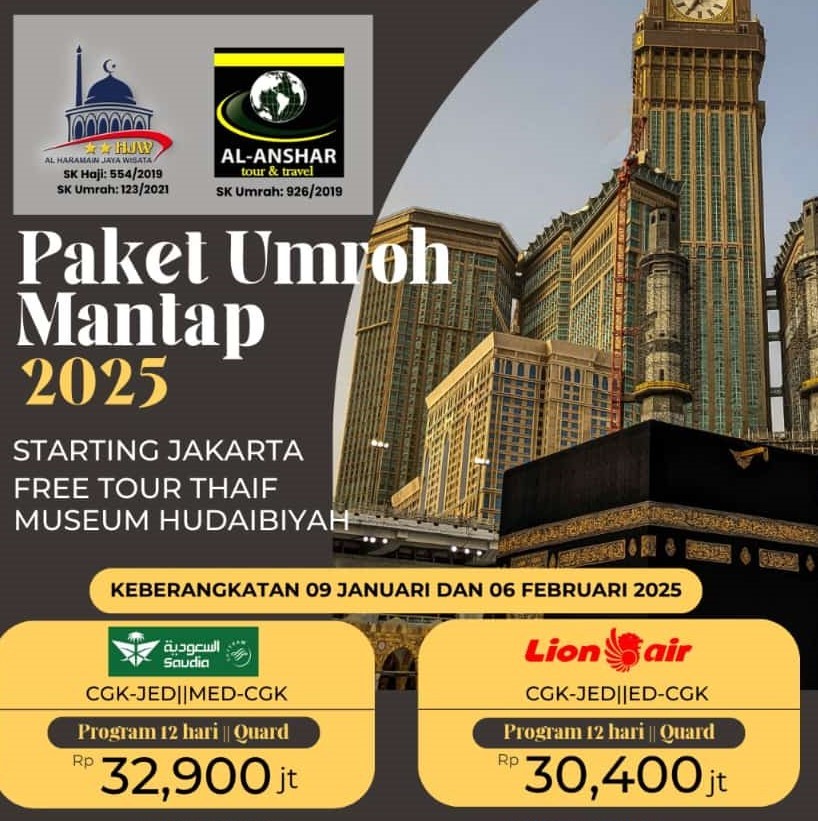 HJW
AL HARAMAIN JAYA WISATA
SK Haji: 554/2019
SK Umrah: 123/2021
AL-ANSHAR
tour & travel
SK Umrah: 926/2019
Paket Umroh
Mantap
2025
STARTING JAKARTA
FREE TOUR THAIF
MUSEUM HUDAIBIYAH
KEBERANGKATAN 09 JANUARI DAN 06 FEBRUARI 2025
السعودية
Saudia
CGK-JED||MED-CGK
Program 12 hari || Quard
Rp 32,900 jt
Lion air
CGK-JED||ED-CGK
Program 12 hari || Quard
Rp 30,400 jt